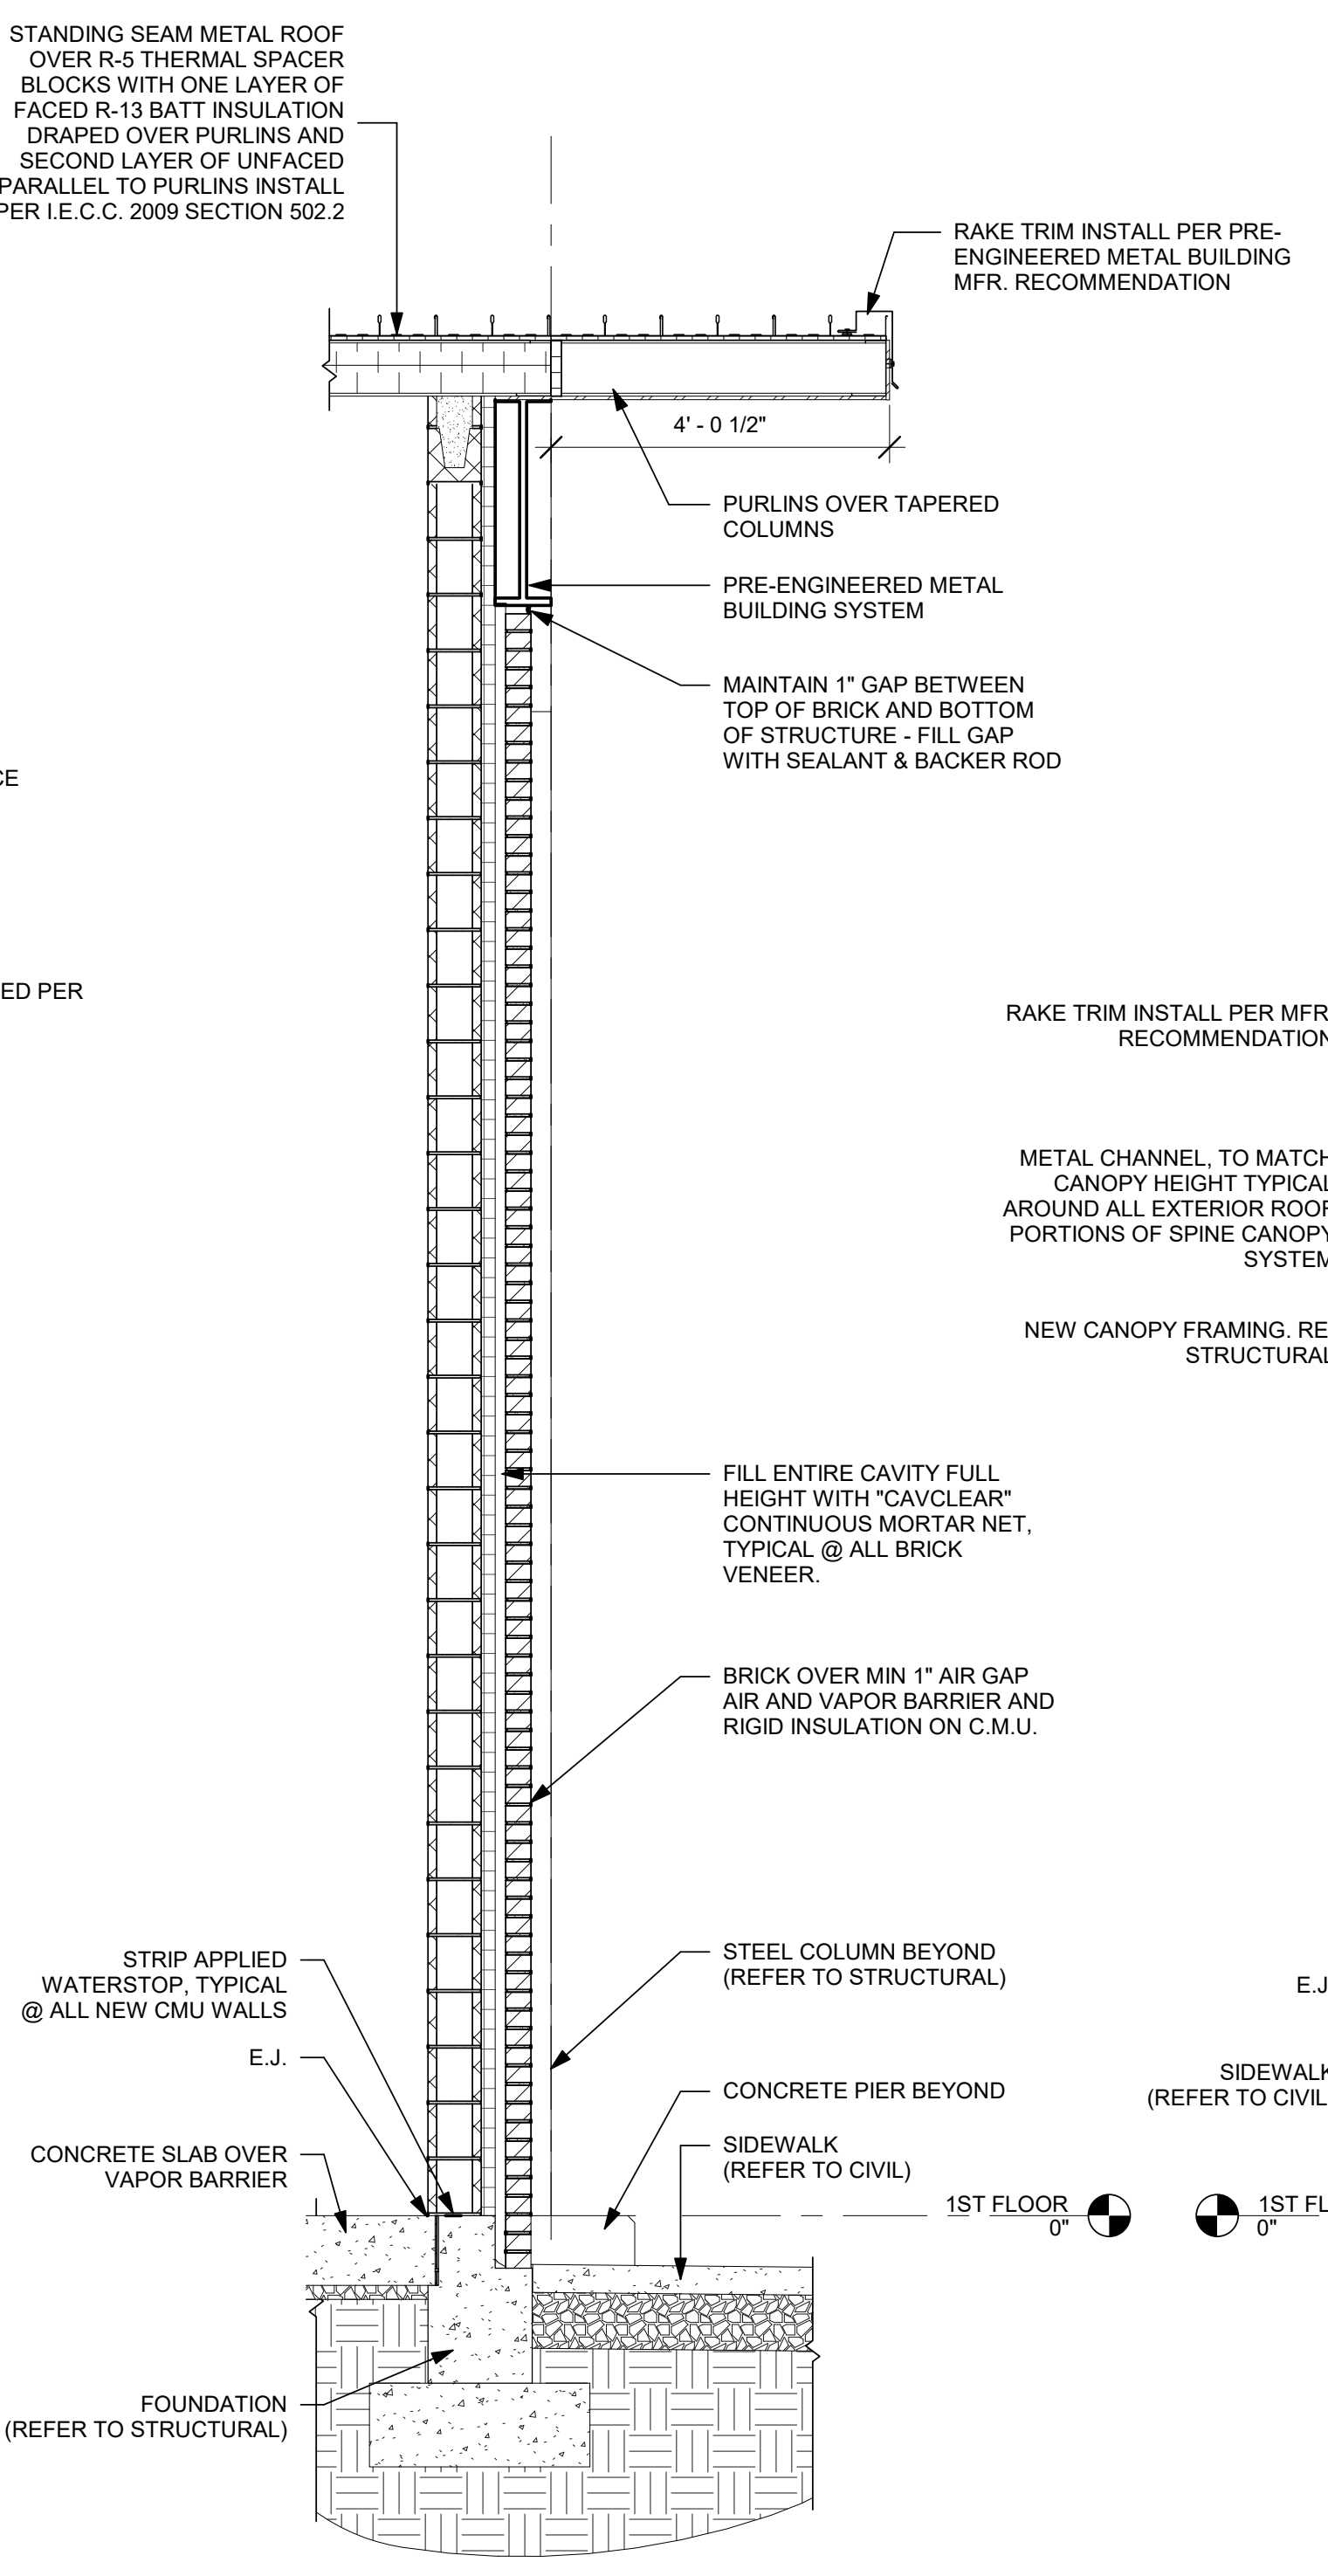 STANDING SEAM METAL ROOF
OVER R-5 THERMAL SPACER
BLOCKS WITH ONE LAYER OF
FACED R-13 BATT INSULATION
DRAPED OVER PURLINS AND
SECOND LAYER OF UNFACED
PARALLEL TO PURLINS INSTALL
PER I.E.C.C. 2009 SECTION 502.2
RAKE TRIM INSTALL PER PRE-
ENGINEERED METAL BUILDING
MFR. RECOMMENDATION
4' - 0 1/2"
PURLINS OVER TAPERED
COLUMNS
PRE-ENGINEERED METAL
BUILDING SYSTEM
MAINTAIN 1" GAP BETWEEN
TOP OF BRICK AND BOTTOM
OF STRUCTURE - FILL GAP
WITH SEALANT & BACKER ROD
CE
ED PER
RAKE TRIM INSTALL PER MFR
RECOMMENDATION
METAL CHANNEL, TO MATCH
CANOPY HEIGHT TYPICAL
AROUND ALL EXTERIOR ROOF
PORTIONS OF SPINE CANOPY
SYSTEM
NEW CANOPY FRAMING. RE
STRUCTURAL
FILL ENTIRE CAVITY FULL
HEIGHT WITH "CAVCLEAR"
CONTINUOUS MORTAR NET,
TYPICAL @ ALL BRICK
VENEER.
BRICK OVER MIN 1" AIR GAP
AIR AND VAPOR BARRIER AND
RIGID INSULATION ON C.M.U.
STRIP APPLIED
WATERSTOP, TYPICAL
@ ALL NEW CMU WALLS
E.J.
CONCRETE SLAB OVER
VAPOR BARRIER
STEEL COLUMN BEYOND
(REFER TO STRUCTURAL)
CONCRETE PIER BEYOND
SIDEWALK
(REFER TO CIVIL)
E.J
SIDEWALK
(REFER TO CIVIL
1ST FLOOR
0"
1ST FL
0"
FOUNDATION
(REFER TO STRUCTURAL)